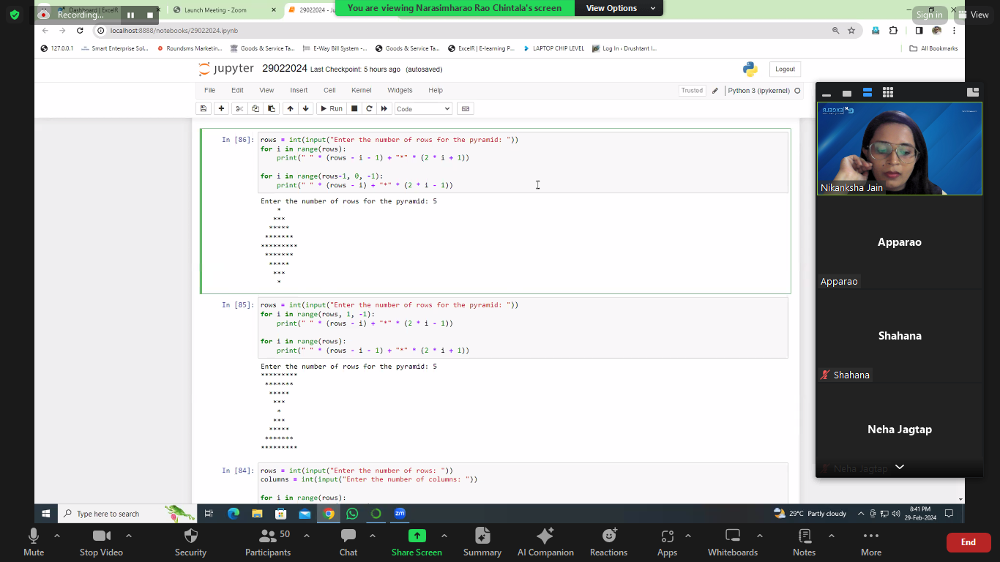 Recording...
Dashboard | ExcelR
Launch Meeting - Zoom
29022024 - Ju
You are viewing Narasimharao Rao Chintala's screen
View Options
Sign in
View
localhost:8888/notebooks/29022024.ipynb
127.0.0.1
Smart Enterprise Sol...
Roundsms Marketin...
Goods & Service Ta...
E-Way Bill System -...
Goods & Service Ta...
ExcelR | E-learning P...
LAPTOP CHIP LEVEL
Log In ‹ Drushtant I...
All Bookmarks
jupyter 29022024 Last Checkpoint: 5 hours ago (autosaved)
Logout
File Edit View Insert Cell Kernel Widgets Help
Trusted
Python 3 (ipykernel)
Run
Code
In [86]:
rows = int(input("Enter the number of rows for the pyramid: "))
for i in range(rows):
    print(" " * (rows - i - 1) + "*" * (2 * i + 1))
for i in range(rows-1, 0, -1):
    print(" " * (rows - i) + "*" * (2 * i - 1))
Enter the number of rows for the pyramid: 5
    *
   ***
  *****
 *******
*********
 *******
  *****
   ***
    *
In [85]:
rows = int(input("Enter the number of rows for the pyramid: "))
for i in range(rows, 1, -1):
    print(" " * (rows - i) + "*" * (2 * i - 1))
for i in range(rows):
    print(" " * (rows - i - 1) + "*" * (2 * i + 1))
Enter the number of rows for the pyramid: 5
*********
 *******
  *****
   ***
    *
   ***
  *****
 *******
*********
In [84]:
rows = int(input("Enter the number of rows: "))
columns = int(input("Enter the number of columns: "))
for i in range(rows):
EXCELR
Nikanksha Jain
Apparao
Apparao
Shahana
Shahana
Neha Jagtap
Neha Jagtap
Type here to search
zm
29°C Partly cloudy
8:41 PM
29-Feb-2024
Mute
Stop Video
Security
50
Participants
Chat
Share Screen
Summary
AI Companion
Reactions
Apps
Whiteboards
Notes
More
End